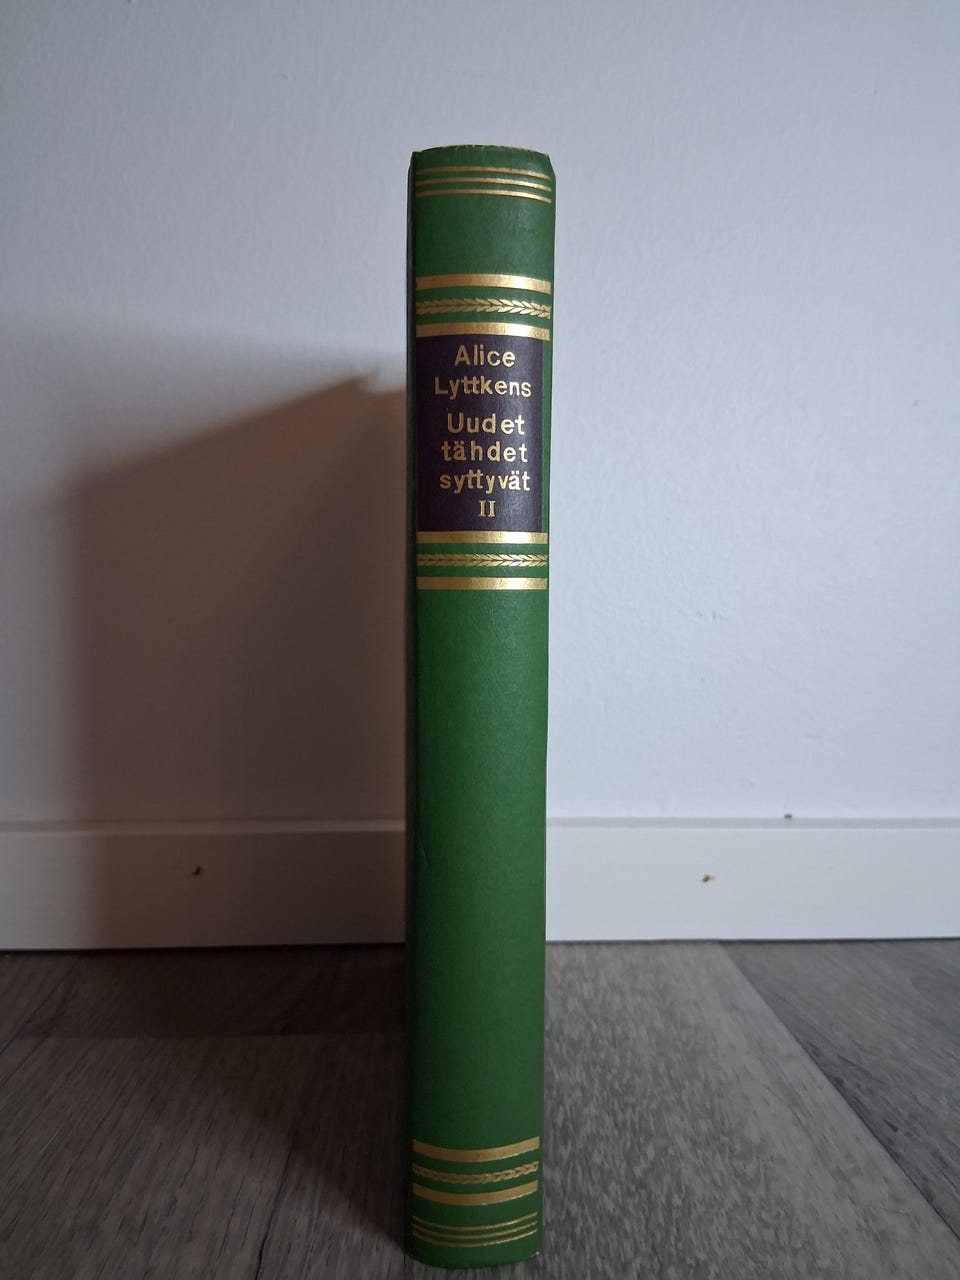 Alice
Lyttkens
Uudet
tähdet
syttyvät
II